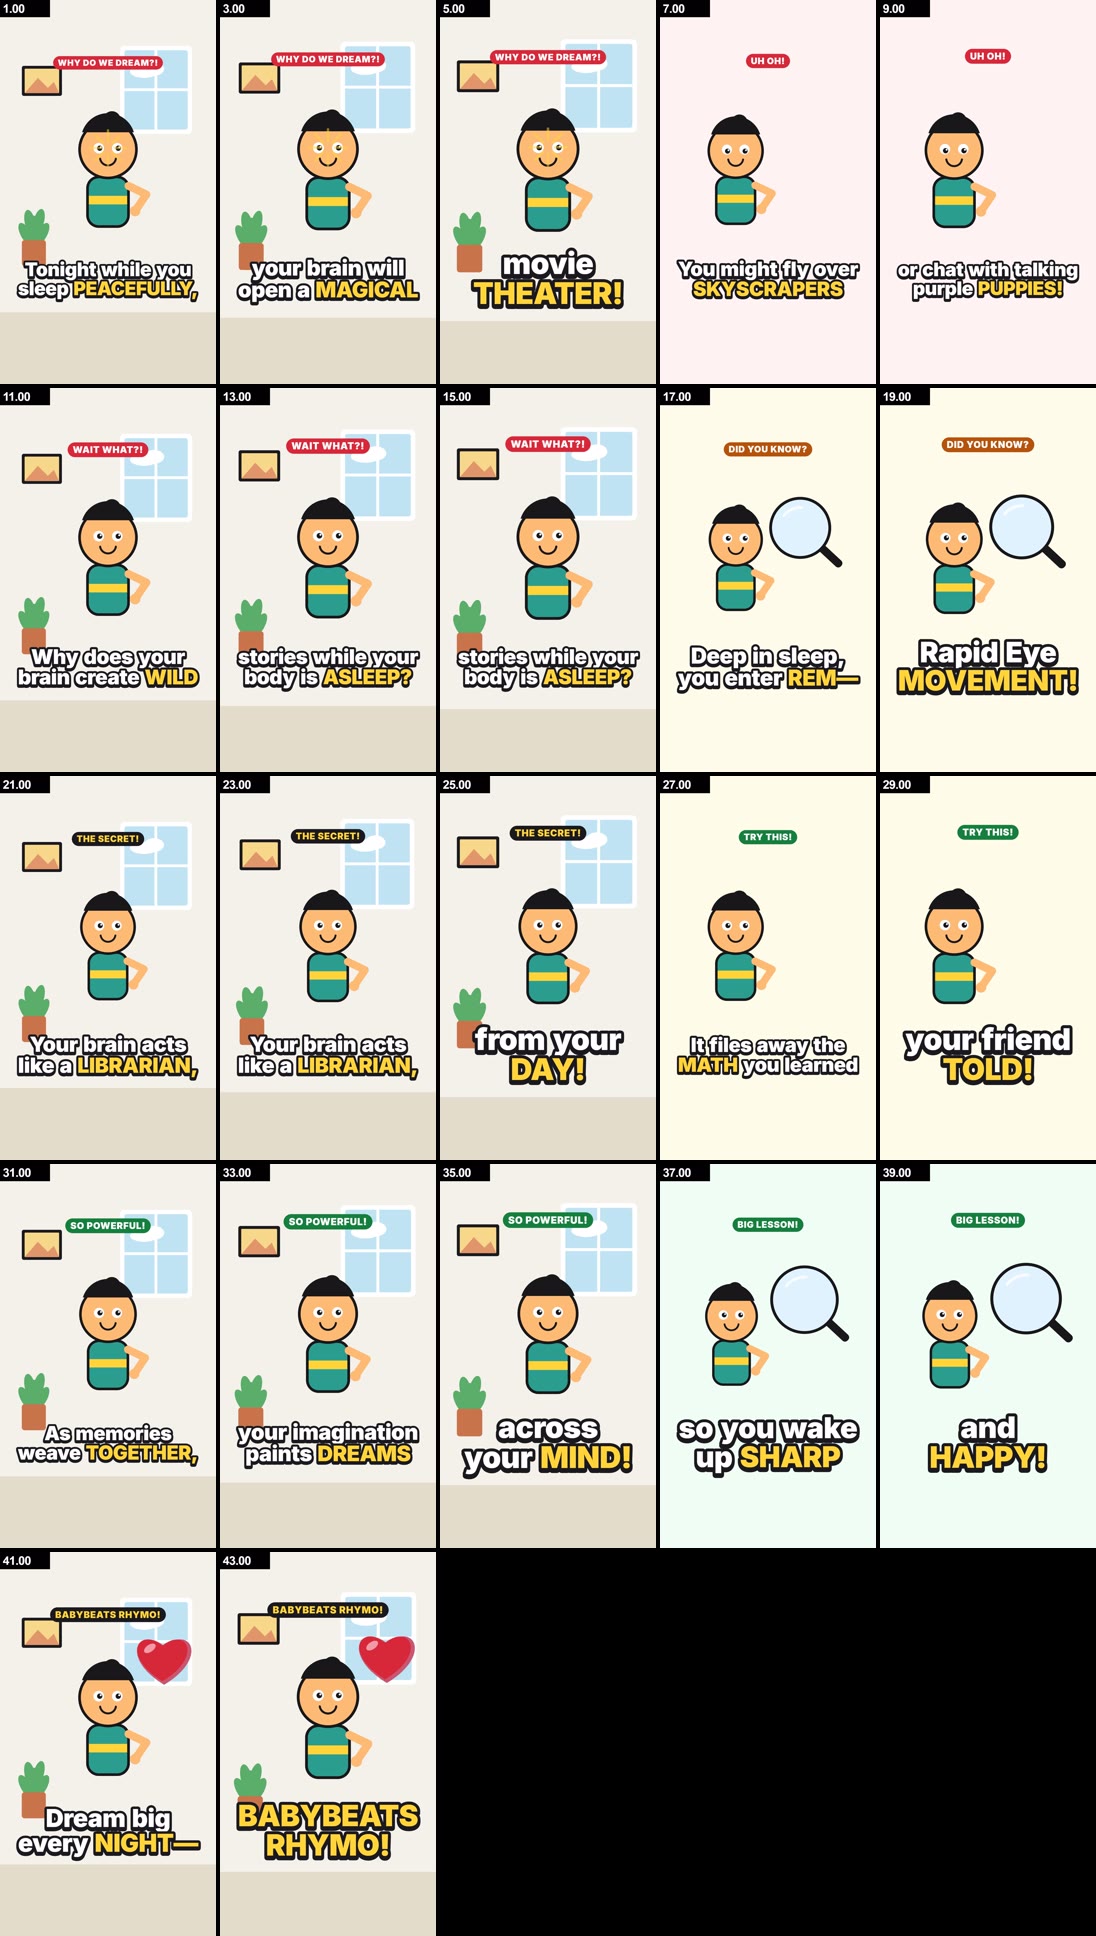 1.00
WHY DO WE DREAM?!
Tonight while you
sleep PEACEFULLY,
3.00
WHY DO WE DREAM?!
your brain will
open a MAGICAL
5.00
WHY DO WE DREAM?!
movie
THEATER!
7.00
UH OH!
You might fly over
SKYSCRAPERS
9.00
UH OH!
or chat with talking
purple PUPPIES!
11.00
WAIT WHAT?!
Why does your
brain create WILD
13.00
WAIT WHAT?!
stories while your
body is ASLEEP?
15.00
WAIT WHAT?!
stories while your
body is ASLEEP?
17.00
DID YOU KNOW?
Deep in sleep,
you enter REM—
19.00
DID YOU KNOW?
Rapid Eye
MOVEMENT!
21.00
THE SECRET!
Your brain acts
like a LIBRARIAN,
23.00
THE SECRET!
Your brain acts
like a LIBRARIAN,
25.00
THE SECRET!
from your
DAY!
27.00
TRY THIS!
It files away the
MATH you learned
29.00
TRY THIS!
your friend
TOLD!
31.00
SO POWERFUL!
As memories
weave TOGETHER,
33.00
SO POWERFUL!
your imagination
paints DREAMS
35.00
SO POWERFUL!
across
your MIND!
37.00
BIG LESSON!
so you wake
up SHARP
39.00
BIG LESSON!
and
HAPPY!
41.00
BABYBEATS RHYMO!
Dream big
every NIGHT—
43.00
BABYBEATS RHYMO!
BABYBEATS
RHYMO!